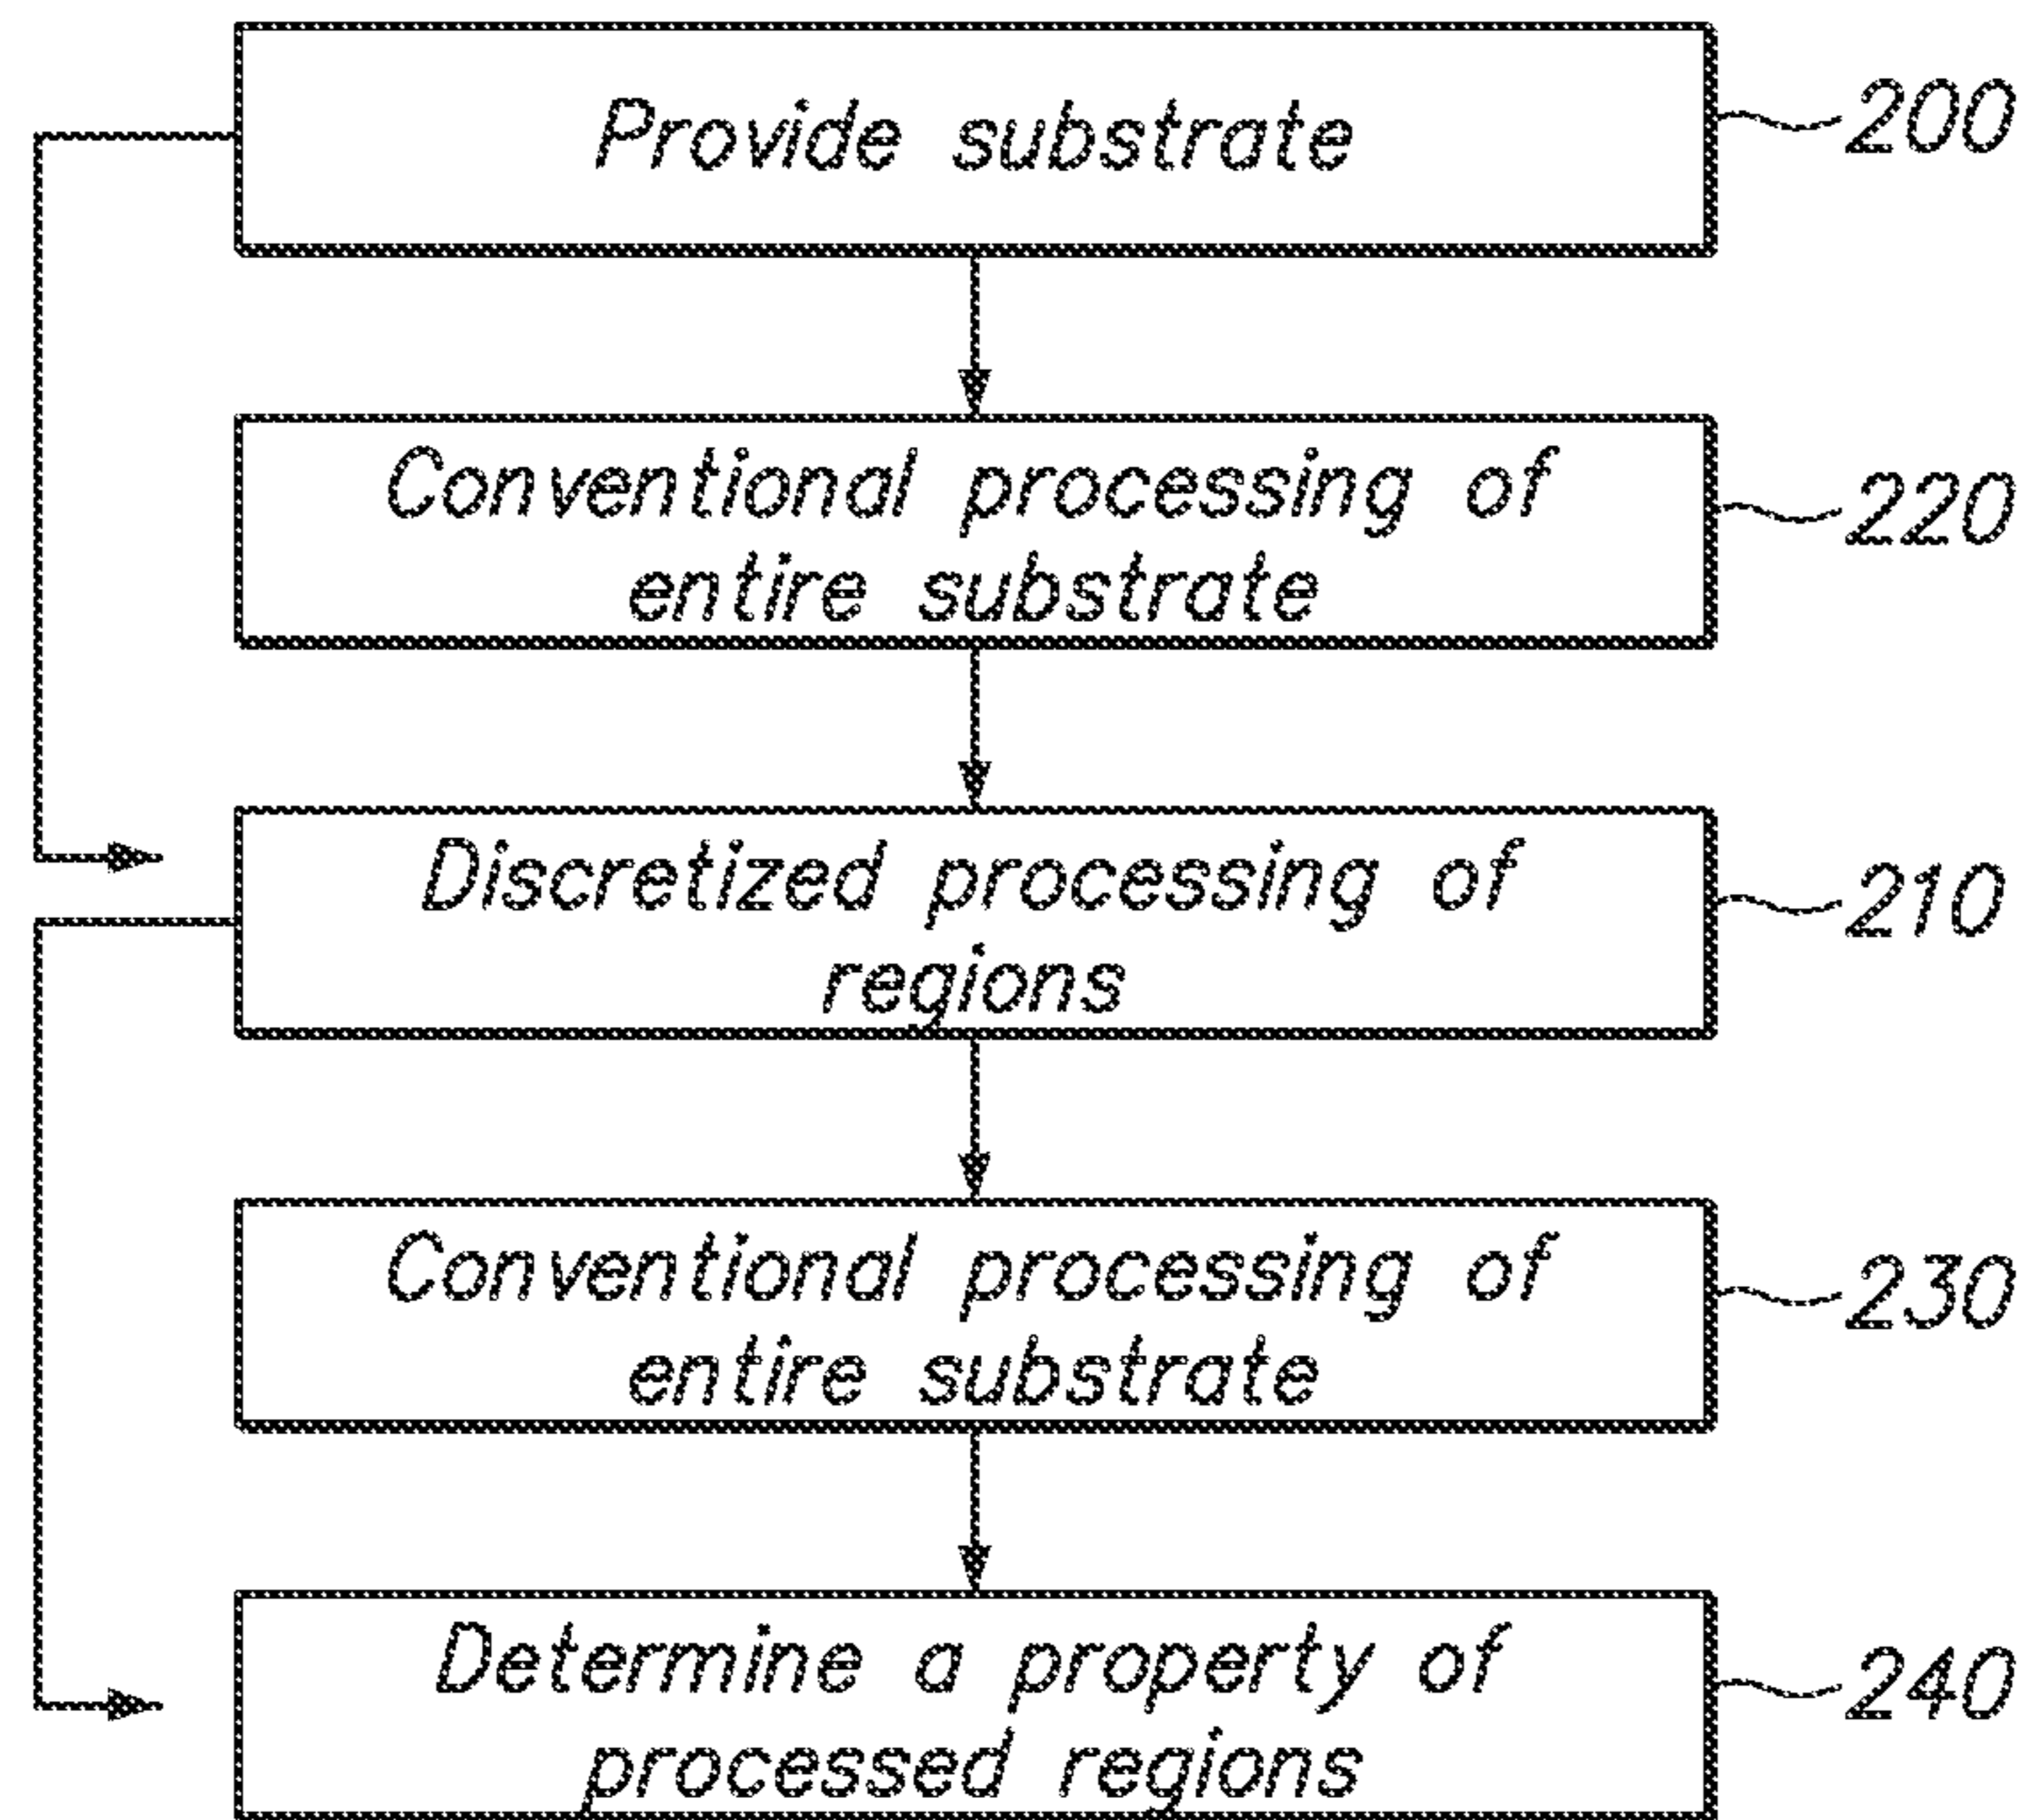 Provide substrate
200
Conventional processing of
entire substrate
220
Discretized processing of
regions
210
Conventional processing of
entire substrate
230
Determine a property of
processed regions
240